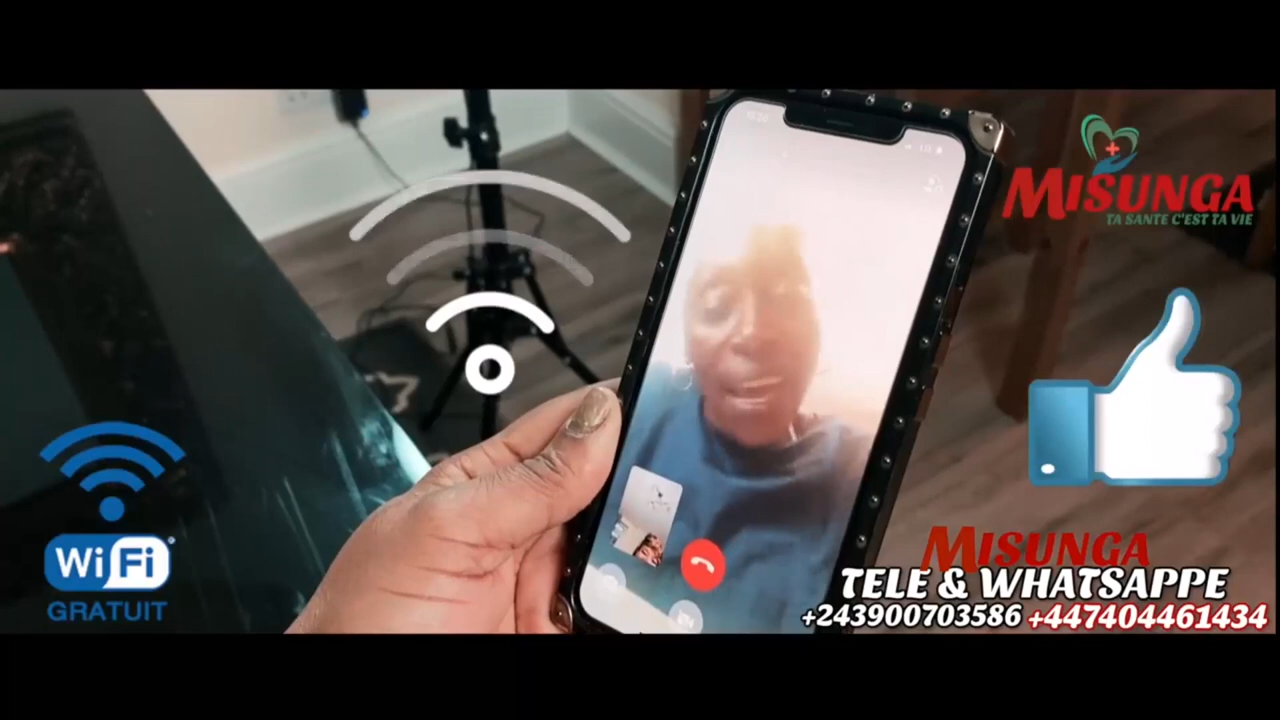 MISUNGA
TA SANTE C'EST TA VIE
WiFi
GRATUIT
MISUNGA
TELE & WHATSAPPE
+243900703586 +447404461434